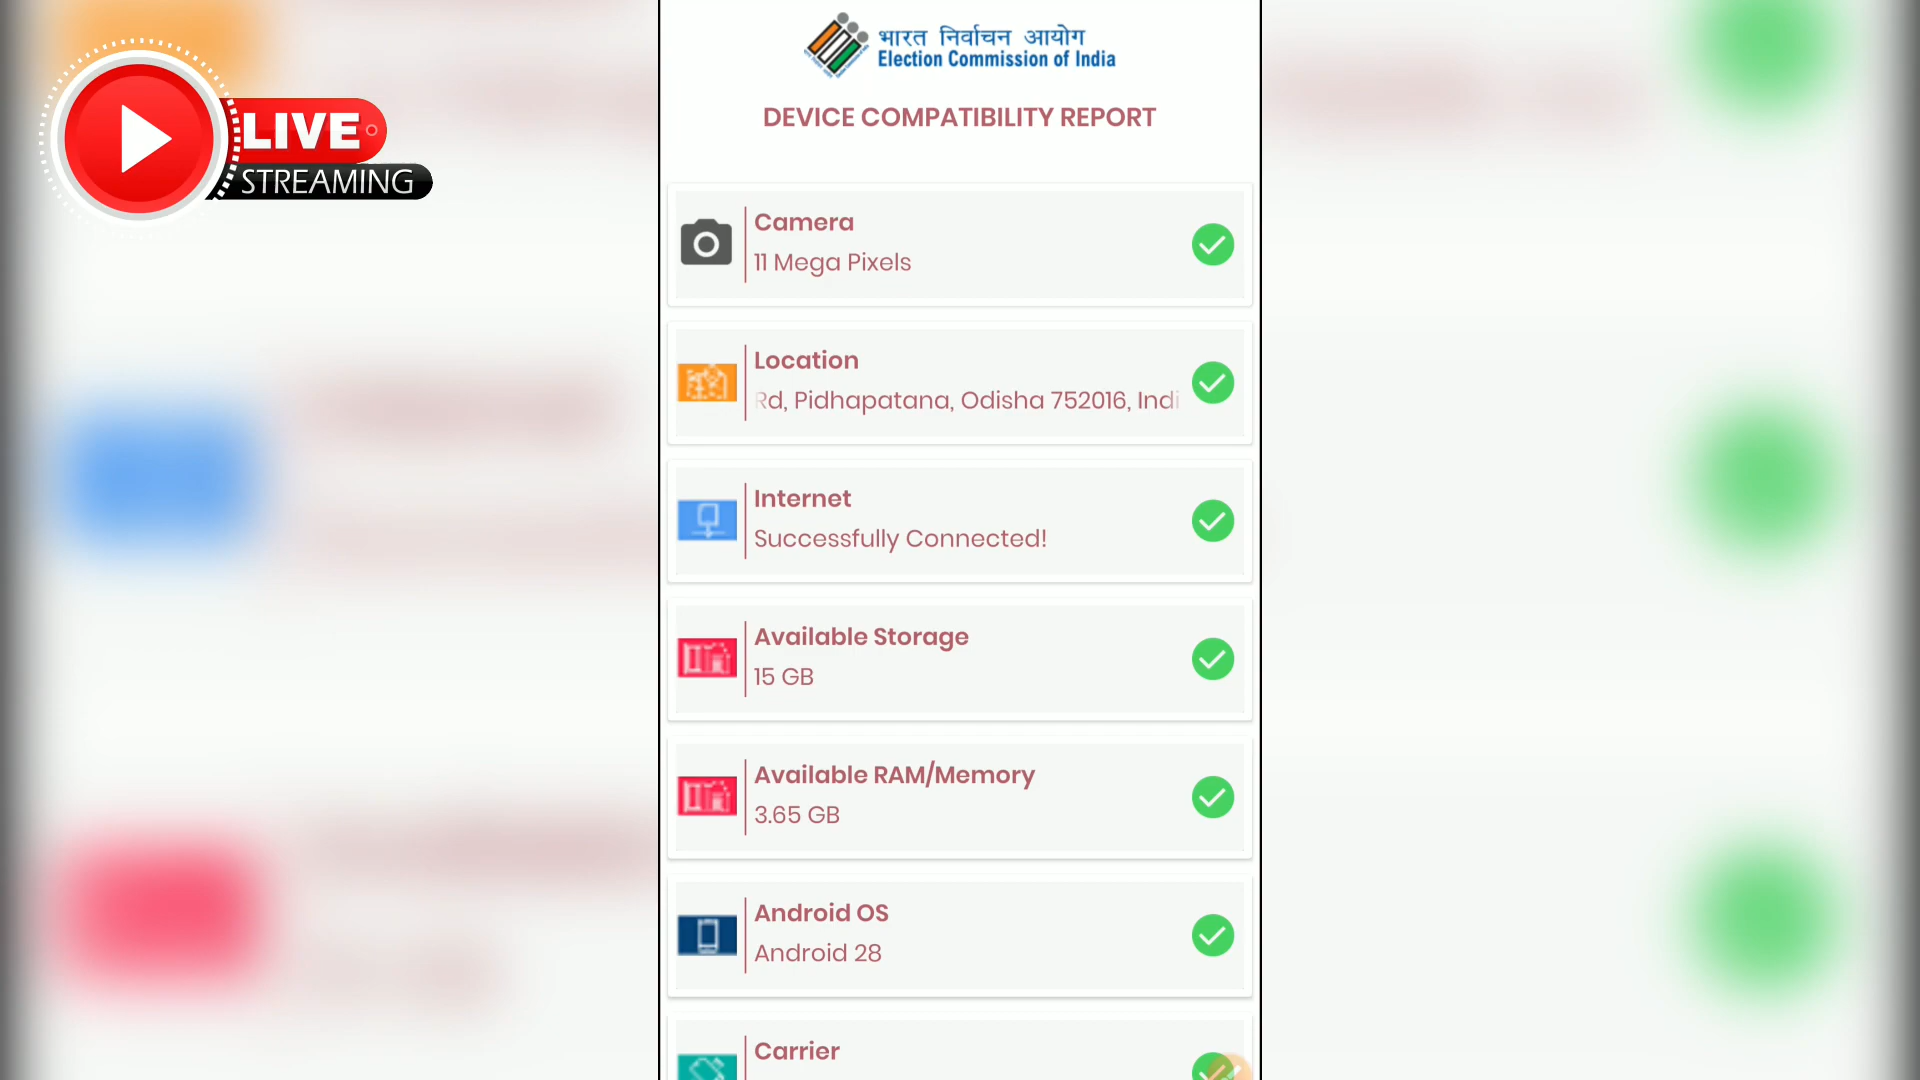 LIVE
STREAMING
भारत निर्वाचन आयोग
Election Commission of India
DEVICE COMPATIBILITY REPORT
Camera
11 Mega Pixels
Location
Rd, Pidhapatana, Odisha 752016, Indi
Internet
Successfully Connected!
Available Storage
15 GB
Available RAM/Memory
3.65 GB
Android OS
Android 28
Carrier